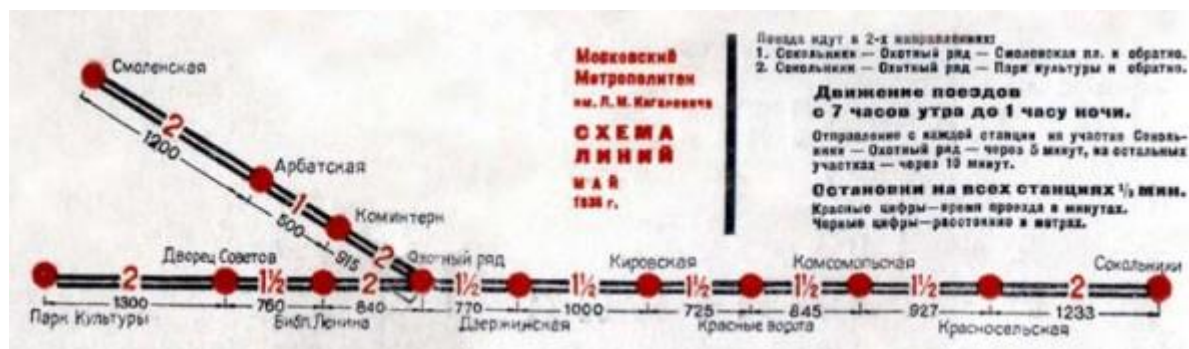 Смоленская
2
1200
Арбатская
1
500
Коминтерн
2
915
Московский
Метрополитен
им. Л. М. Кагановича
СХЕМА
ЛИНИЙ
МАЙ
Поезда идут в 2-х направлениях:
1. Сокольники — Охотный ряд — Смоленская пл. и обратно.
2. Сокольники — Охотный ряд — Парк культуры и обратно.
Движение поездов
с 7 часов утра до 1 часу ночи.
Отправление с каждой станции на участке Соколь-
ники — Охотный ряд — через 5 минут, на остальных
участках — через 10 минут.
Остановки на всех станциях ½ мин.
Красные цифры—время проезда в минутах.
Черные цифры—расстояние в метрах.
Дворец Советов Охотный ряд Кировская Комсомольская Сокольники
2 1½ 2 1½ 1½ 1½ 1½ 1½ 2
1300 760 840 770 1000 725 845 927 1233
Парк Культуры Библ. Ленина Дзержинская Красные ворота Красносельская